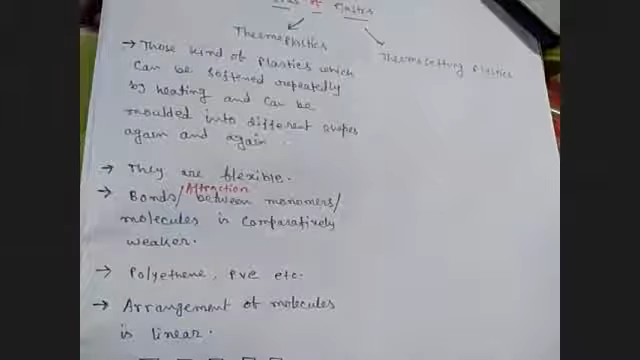 of Plastics
Thermoplastics
Thermosetting Plastics
→ Those kind of plastics which
can be softened repeatedly
by heating and can be
moulded into different shapes
again and again
→ They are flexible.
→ Bonds/Attraction between monomers/
molecules is comparatively
weaker.
→ Polyethene, PVC etc.
→ Arrangement of molecules
is linear.